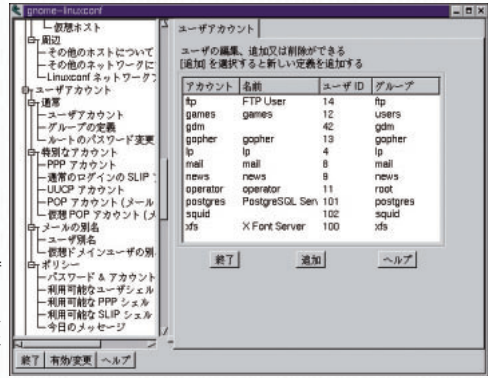 gnome-linuxconf
仮想ホスト
周辺
その他のホストについて
その他のネットワークに
Linuxconf ネットワーク
ユーザアカウント
通常
ユーザアカウント
グループの定義
ルートのパスワード変更
特別なアカウント
PPP アカウント
通常のログインの SLIP
UUCP アカウント
POP アカウント (メール
仮想 POP アカウント (メ
メールの別名
ユーザ別名
仮想ドメインユーザの別
ポリシー
パスワード & アカウント
利用可能なユーザシェル
利用可能な PPP シェル
利用可能な SLIP シェル
今日のメッセージ
終了 有効/変更 ヘルプ
ユーザアカウント
ユーザの編集、追加又は削除ができる
[追加] を選択すると新しい定義を追加する
アカウント 名前 ユーザ ID グループ
ftp FTP User 14 ftp
games games 12 users
gdm 42 gdm
gopher gopher 13 gopher
lp lp 4 lp
mail mail 8 mail
news news 9 news
operator operator 11 root
postgres PostgreSQL Serv 101 postgres
squid 102 squid
xfs X Font Server 100 xfs
終了 追加 ヘルプ